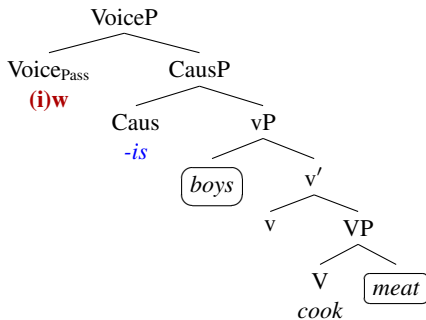 VoiceP
Voice_Pass CausP
(i)w
Caus vP
-is
boys v′
v VP
V meat
cook